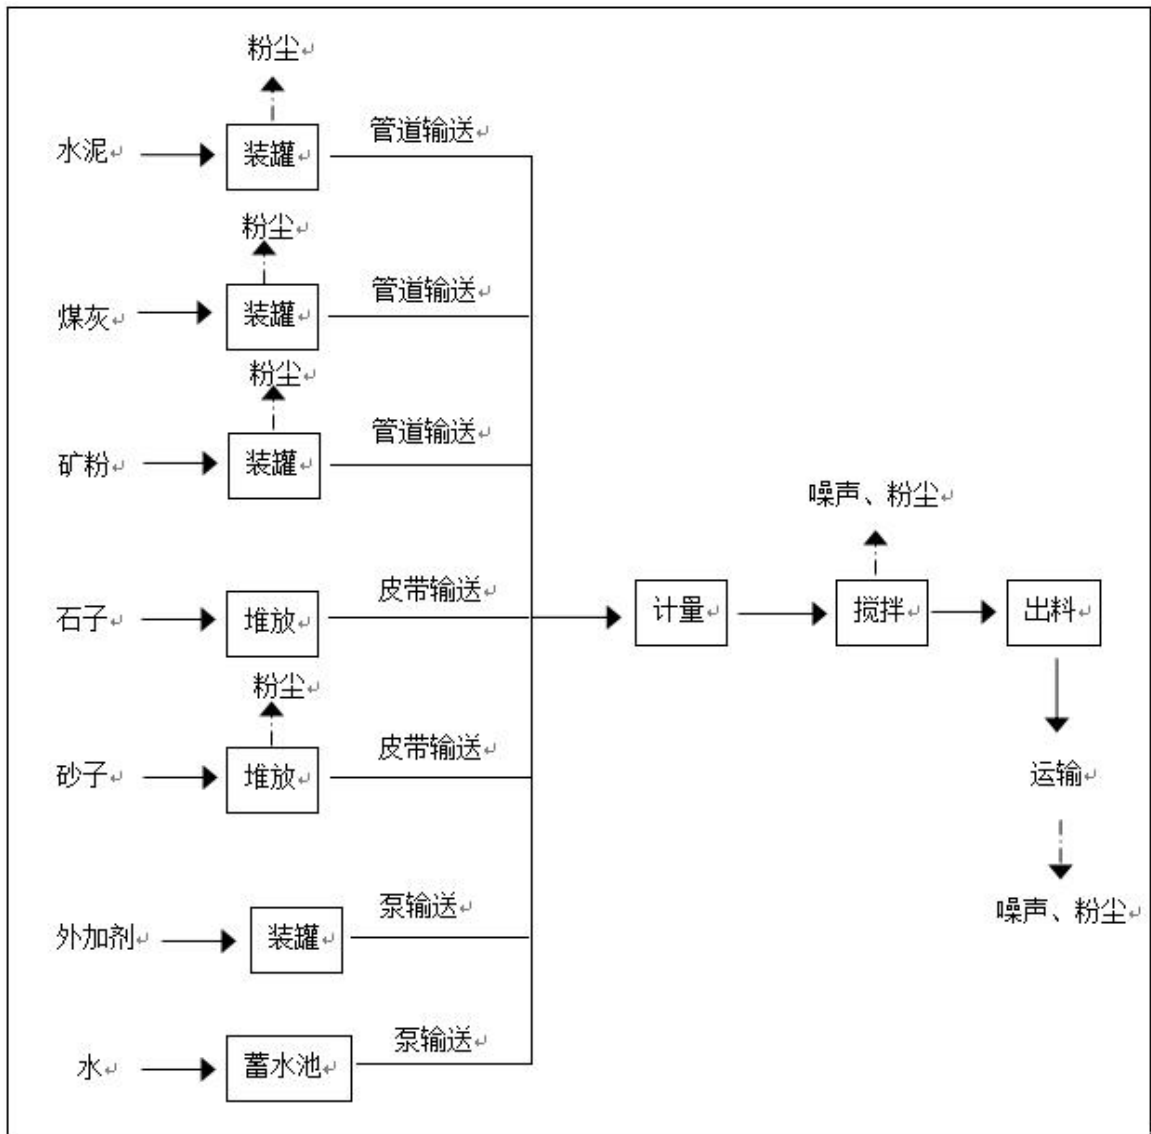 粉尘
水泥
装罐
管道输送
粉尘
煤灰
装罐
管道输送
粉尘
矿粉
装罐
管道输送
石子
堆放
皮带输送
粉尘
砂子
堆放
皮带输送
外加剂
装罐
泵输送
水
蓄水池
泵输送
计量
噪声、粉尘
搅拌
出料
运输
噪声、粉尘